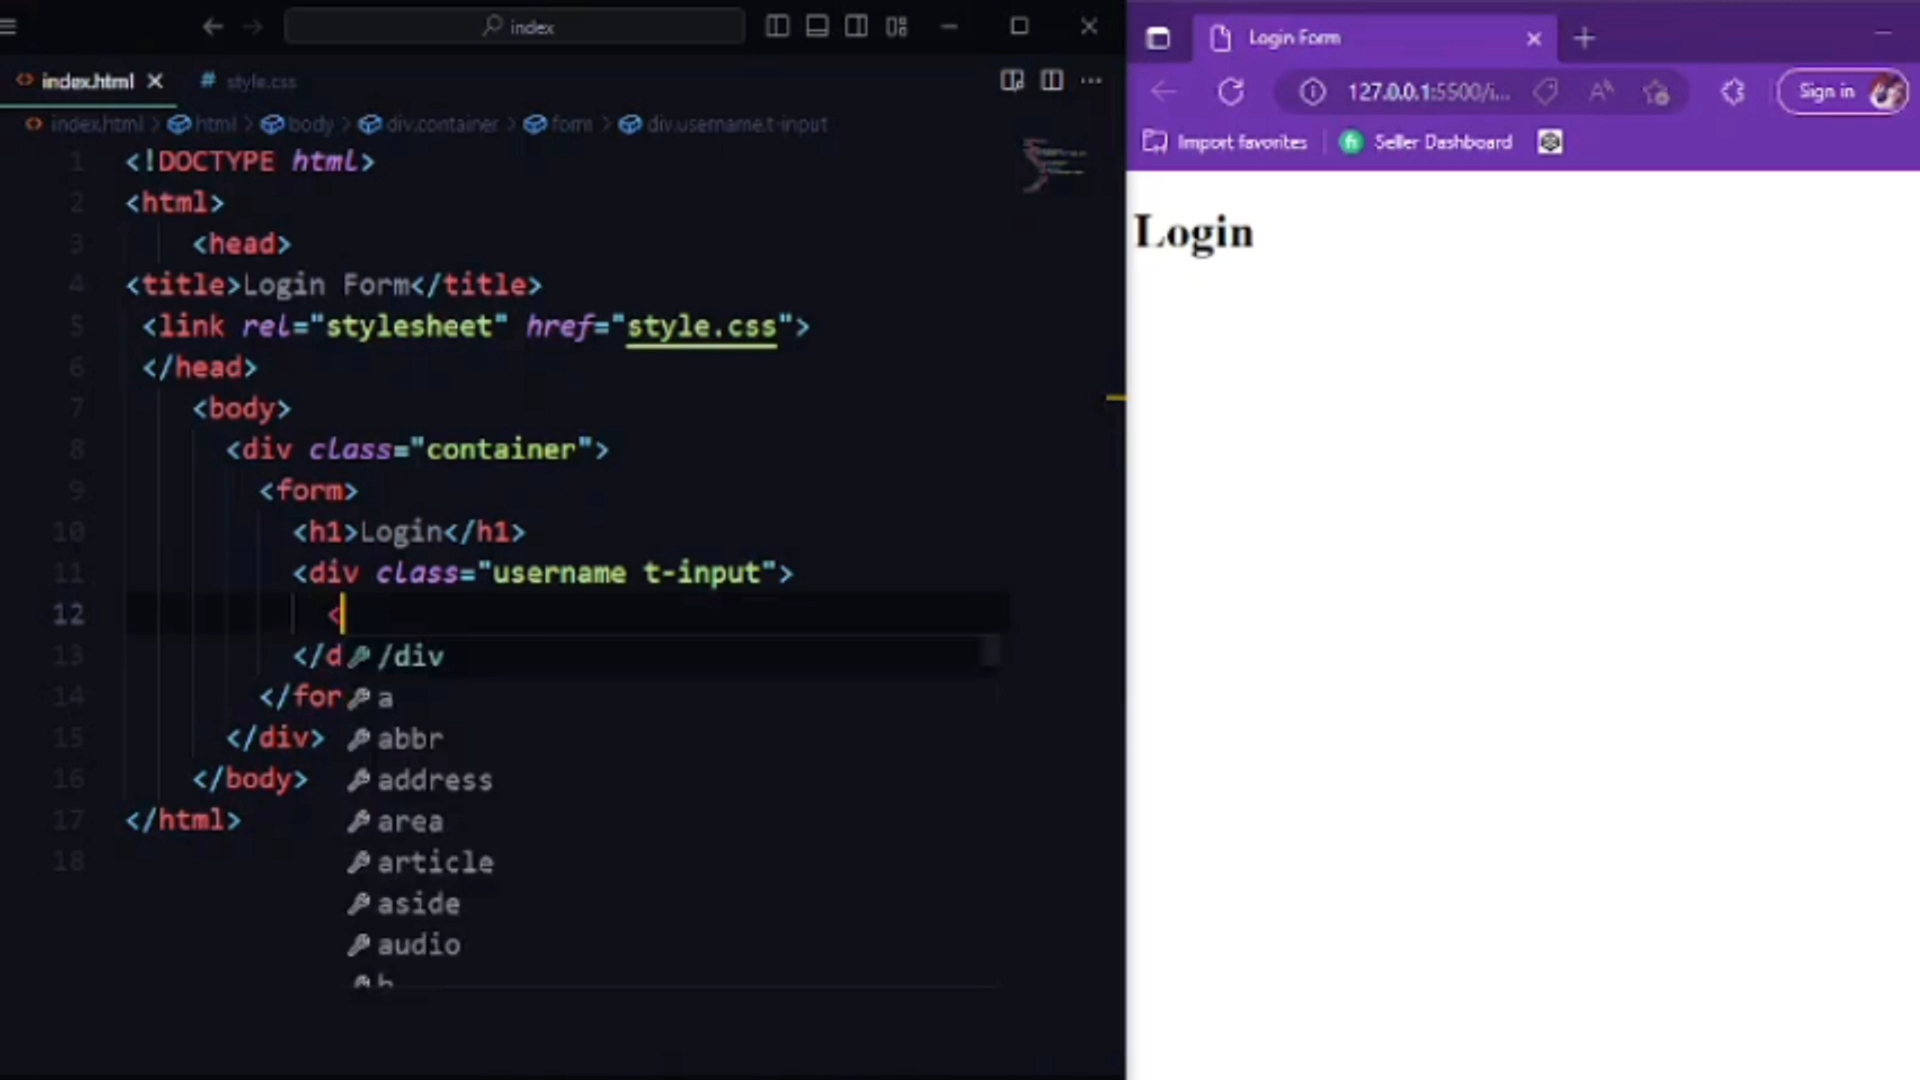 index
index.html
# style.css
index.html > html > body > div.container > form > div.username.t-input
1 <!DOCTYPE html>
2 <html>
3 <head>
4 <title>Login Form</title>
5 <link rel="stylesheet" href="style.css">
6 </head>
7 <body>
8 <div class="container">
9 <form>
10 <h1>Login</h1>
11 <div class="username t-input">
12 <
13 </d /div
14 </for a
15 </div> abbr
16 </body> address
17 </html> area
18 article
aside
audio
b
Login Form
127.0.0.1:5500/i...
Sign in
Import favorites
fi Seller Dashboard
Login